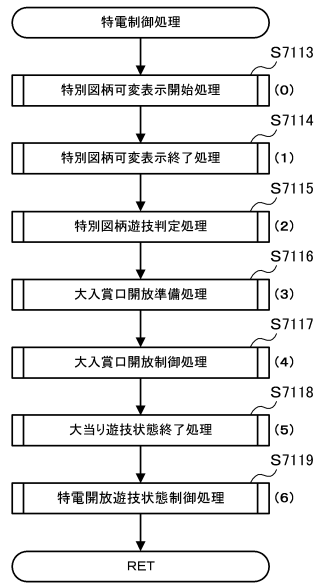 特電制御処理
S7113
特別図柄可変表示開始処理 (0)
S7114
特別図柄可変表示終了処理 (1)
S7115
特別図柄遊技判定処理 (2)
S7116
大入賞口開放準備処理 (3)
S7117
大入賞口開放制御処理 (4)
S7118
大当り遊技状態終了処理 (5)
S7119
特電開放遊技状態制御処理 (6)
RET